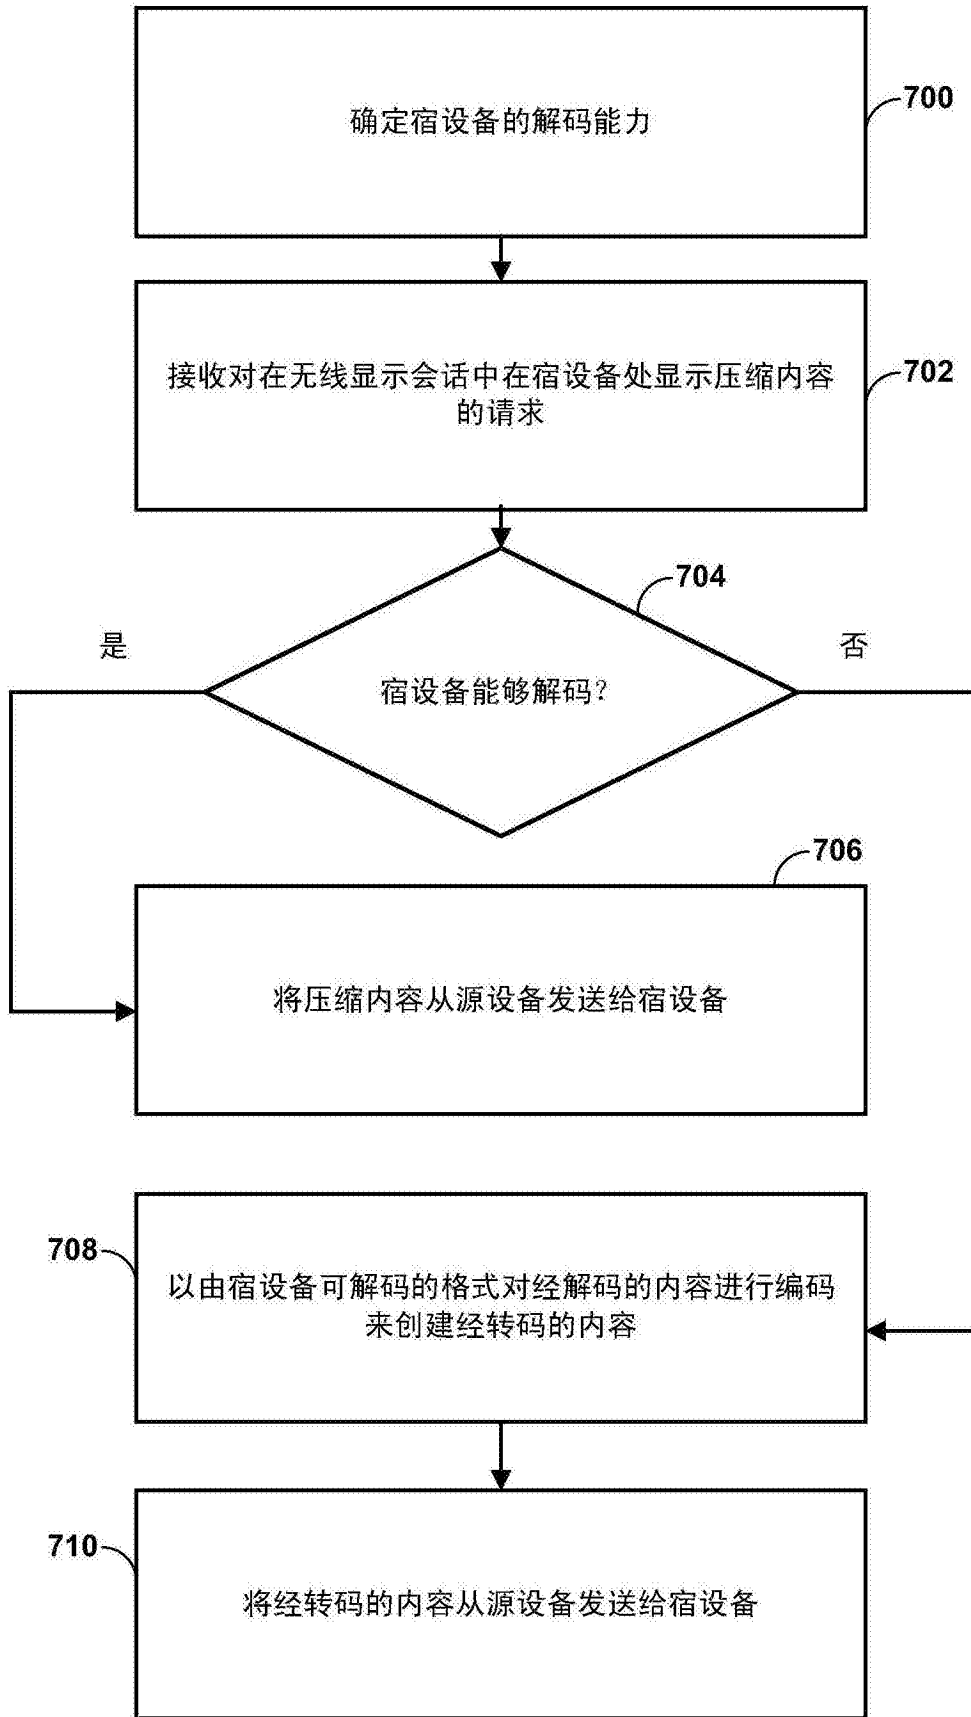 确定宿设备的解码能力
700
接收对在无线显示会话中在宿设备处显示压缩内容
的请求
702
704
是
否
宿设备能够解码?
706
将压缩内容从源设备发送给宿设备
708
以由宿设备可解码的格式对经解码的内容进行编码
来创建经转码的内容
710
将经转码的内容从源设备发送给宿设备